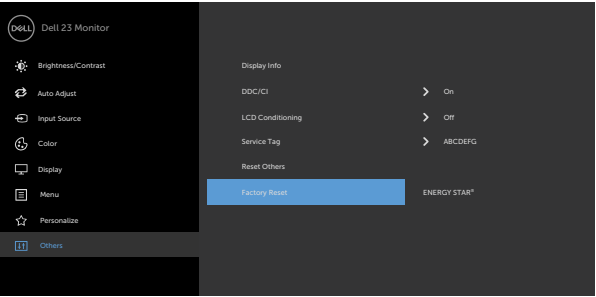 DELL
Dell 23 Monitor
Brightness/Contrast
Auto Adjust
Input Source
Color
Display
Menu
Personalize
Others
Display Info
DDC/CI
On
LCD Conditioning
Off
Service Tag
ABCDEFG
Reset Others
Factory Reset
ENERGY STAR®